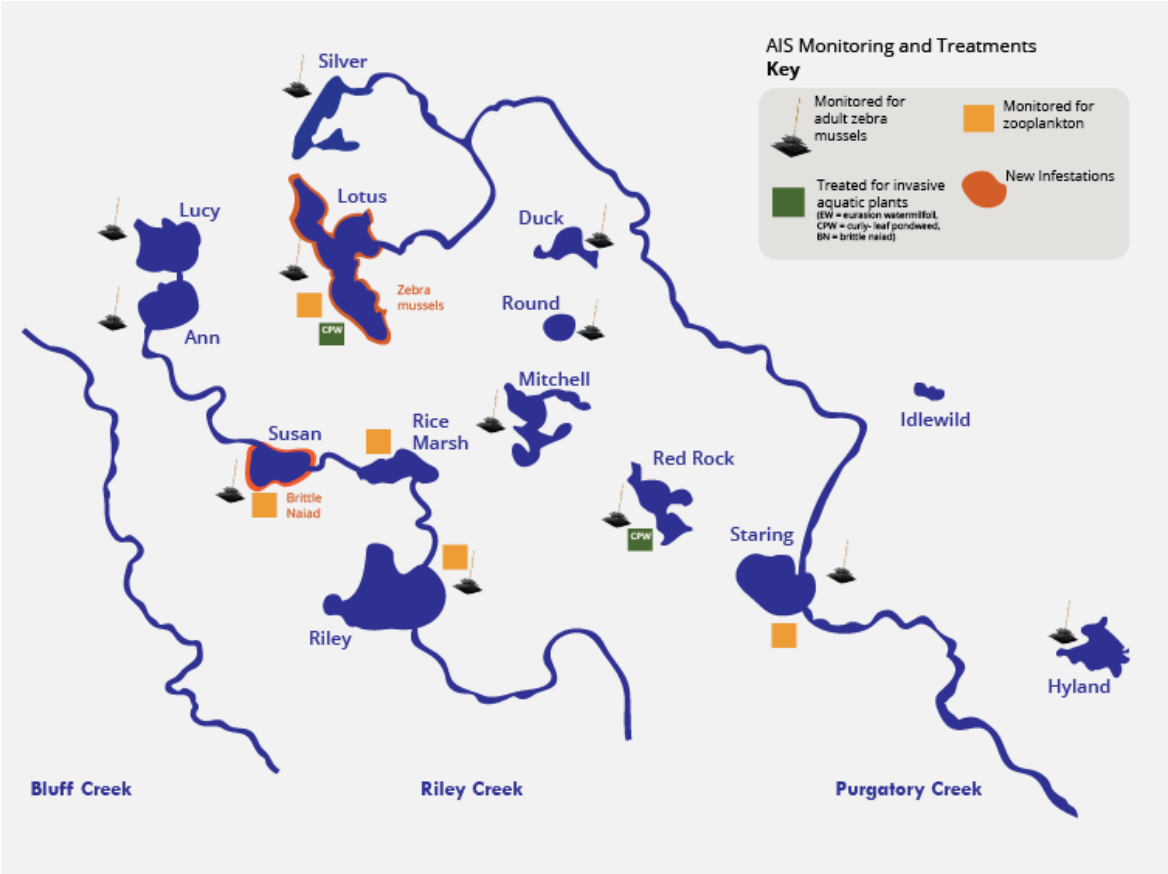 AIS Monitoring and Treatments
Key
Monitored for
adult zebra
mussels
Monitored for
zooplankton
Treated for invasive
aquatic plants
(EW = eurasion watermilfoil,
CPW = curly- leaf pondweed,
BN = brittle naiad)
New Infestations
Silver
Lotus
Lucy
Duck
Zebra
mussels
Round
CPW
Ann
Mitchell
Idlewild
Rice
Marsh
Susan
Red Rock
Brittle
Naiad
CPW
Staring
Riley
Hyland
Bluff Creek
Riley Creek
Purgatory Creek